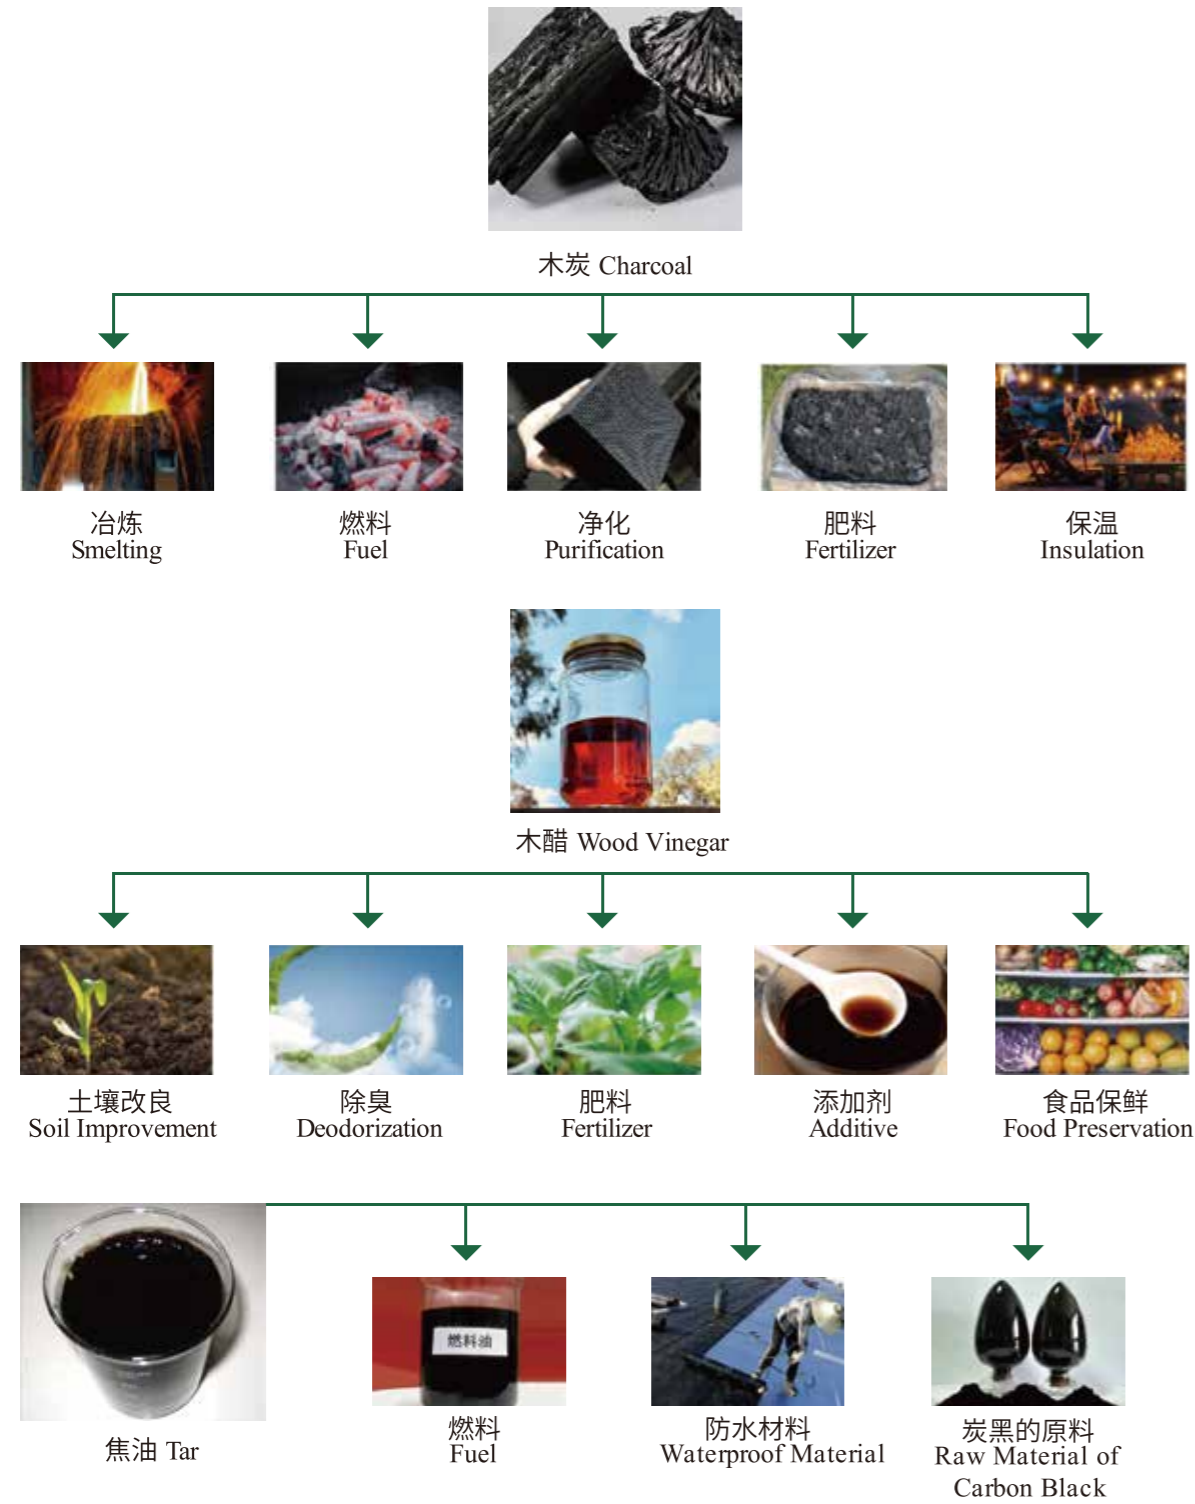 木炭 Charcoal
冶炼
Smelting
燃料
Fuel
净化
Purification
肥料
Fertilizer
保温
Insulation
木醋 Wood Vinegar
土壤改良
Soil Improvement
除臭
Deodorization
肥料
Fertilizer
添加剂
Additive
食品保鲜
Food Preservation
燃料油
焦油 Tar
燃料
Fuel
防水材料
Waterproof Material
炭黑的原料
Raw Material of
Carbon Black